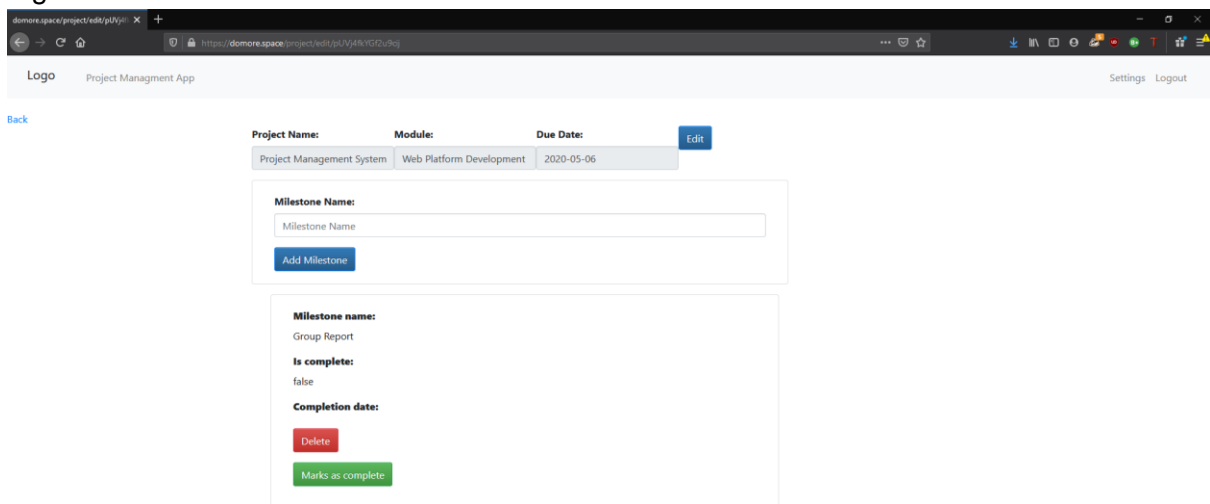 domore.space/project/edit/pUVj4f
https://domore.space/project/edit/pUVj4fkYGf2u9cij
Logo Project Managment App Settings Logout
Back
Project Name: Module: Due Date: Edit
Project Management System Web Platform Development 2020-05-06
Milestone Name:
Milestone Name
Add Milestone
Milestone name:
Group Report
Is complete:
false
Completion date:
Delete
Marks as complete